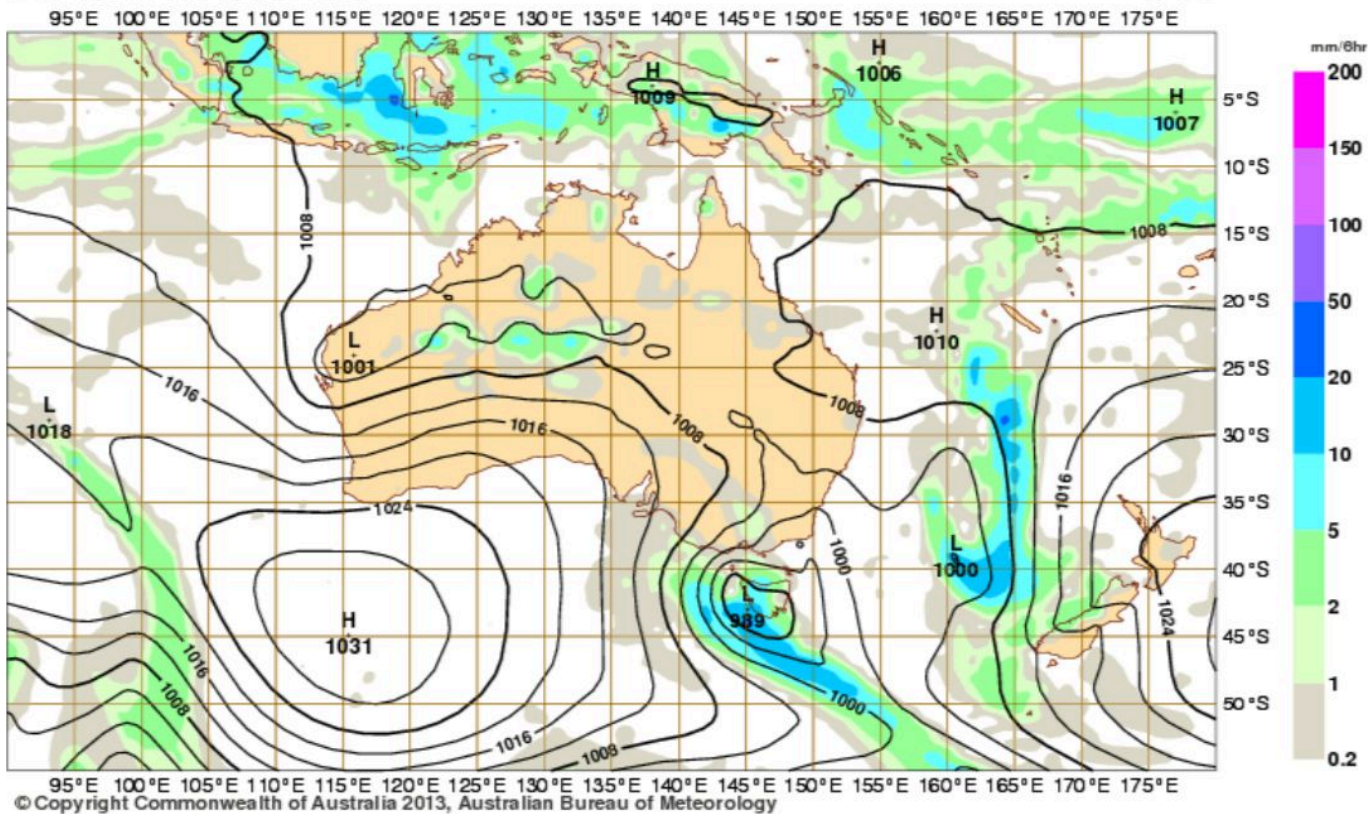 95°E 100°E 105°E 110°E 115°E 120°E 125°E 130°E 135°E 140°E 145°E 150°E 155°E 160°E 165°E 170°E 175°E
mm/6hr
200
150
100
50
20
10
5
2
1
0.2
H
1006
H
1009
H
1007
5°S
10°S
1008
1008
15°S
20°S
H
1010
L
1001
25°S
1016
1008
L
1018
1008
1016
30°S
1016
1024
35°S
1000
L
1000
40°S
L
989
1024
H
1031
45°S
1016
1008
1000
50°S
1016
1008
95°E 100°E 105°E 110°E 115°E 120°E 125°E 130°E 135°E 140°E 145°E 150°E 155°E 160°E 165°E 170°E 175°E
© Copyright Commonwealth of Australia 2013, Australian Bureau of Meteorology